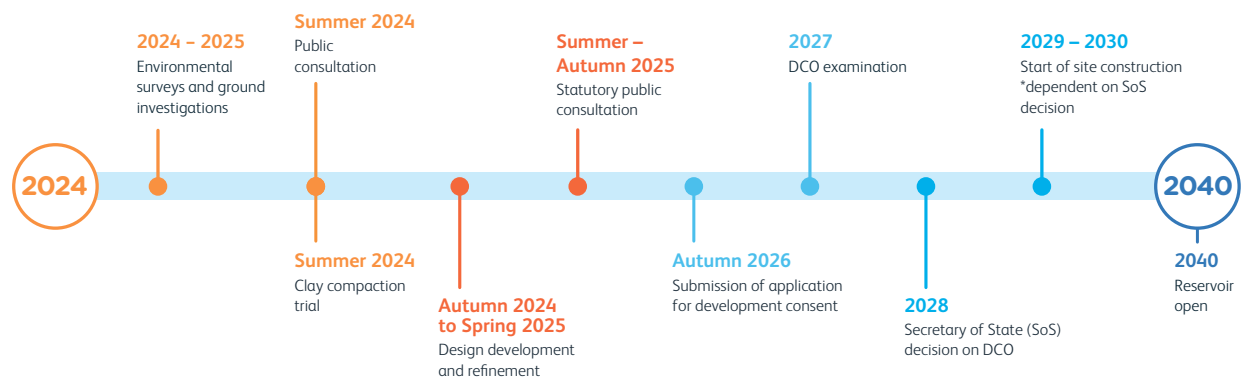 2024
2024 – 2025
Environmental
surveys and ground
investigations
Summer 2024
Public
consultation
Summer 2024
Clay compaction
trial
Autumn 2024
to Spring 2025
Design development
and refinement
Summer –
Autumn 2025
Statutory public
consultation
Autumn 2026
Submission of application
for development consent
2027
DCO examination
2028
Secretary of State (SoS)
decision on DCO
2029 – 2030
Start of site construction
*dependent on SoS
decision
2040
2040
Reservoir
open